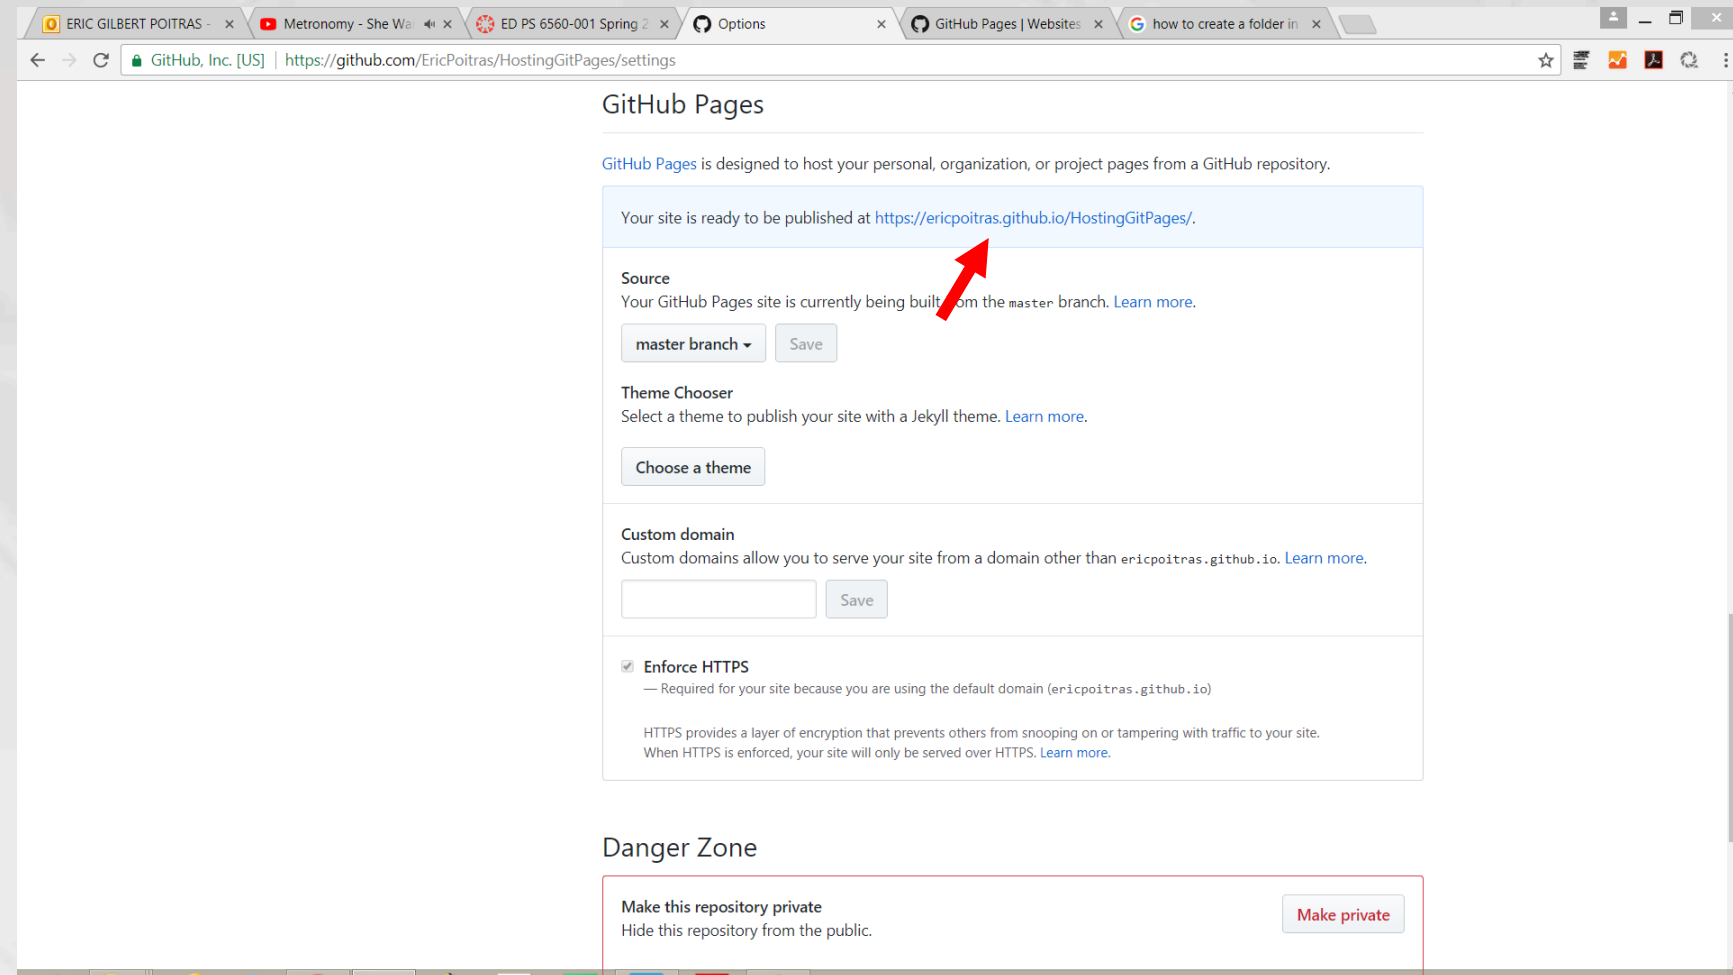 ERIC GILBERT POITRAS -
Metronomy - She Wa
ED PS 6560-001 Spring 2
Options
GitHub Pages | Websites
how to create a folder in
GitHub, Inc. [US]
https://github.com/EricPoitras/HostingGitPages/settings
GitHub Pages
GitHub Pages is designed to host your personal, organization, or project pages from a GitHub repository.
Your site is ready to be published at https://ericpoitras.github.io/HostingGitPages/.
Source
Your GitHub Pages site is currently being built from the master branch. Learn more.
master branch
Save
Theme Chooser
Select a theme to publish your site with a Jekyll theme. Learn more.
Choose a theme
Custom domain
Custom domains allow you to serve your site from a domain other than ericpoitras.github.io. Learn more.
Save
Enforce HTTPS
— Required for your site because you are using the default domain (ericpoitras.github.io)
HTTPS provides a layer of encryption that prevents others from snooping on or tampering with traffic to your site.
When HTTPS is enforced, your site will only be served over HTTPS. Learn more.
Danger Zone
Make this repository private
Hide this repository from the public.
Make private